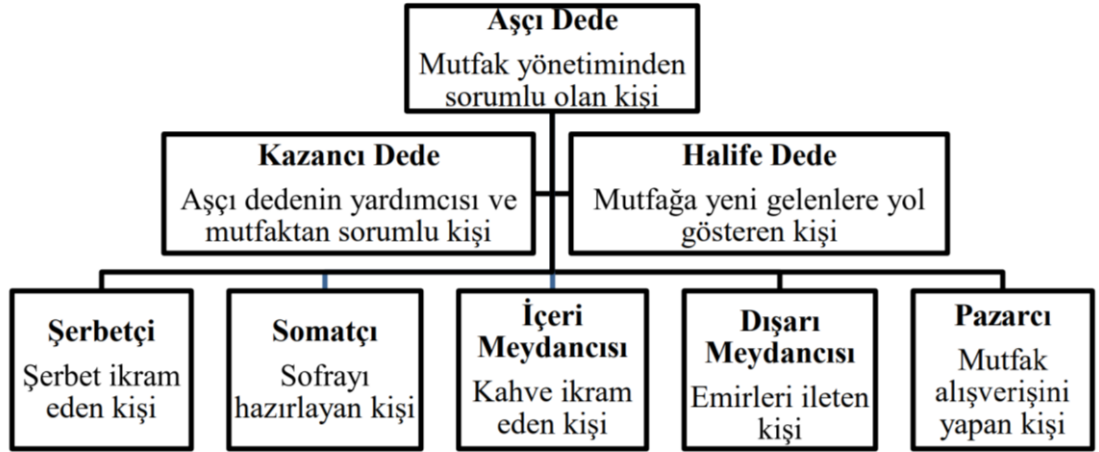 Aşçı Dede
Mutfak yönetiminden
sorumlu olan kişi
Kazancı Dede
Aşçı dedenin yardımcısı ve
mutfaktan sorumlu kişi
Halife Dede
Mutfağa yeni gelenlere yol
gösteren kişi
Şerbetçi
Şerbet ikram
eden kişi
Somatçı
Sofrayı
hazırlayan kişi
İçeri
Meydancısı
Kahve ikram
eden kişi
Dışarı
Meydancısı
Emirleri ileten
kişi
Pazarcı
Mutfak
alışverişini
yapan kişi